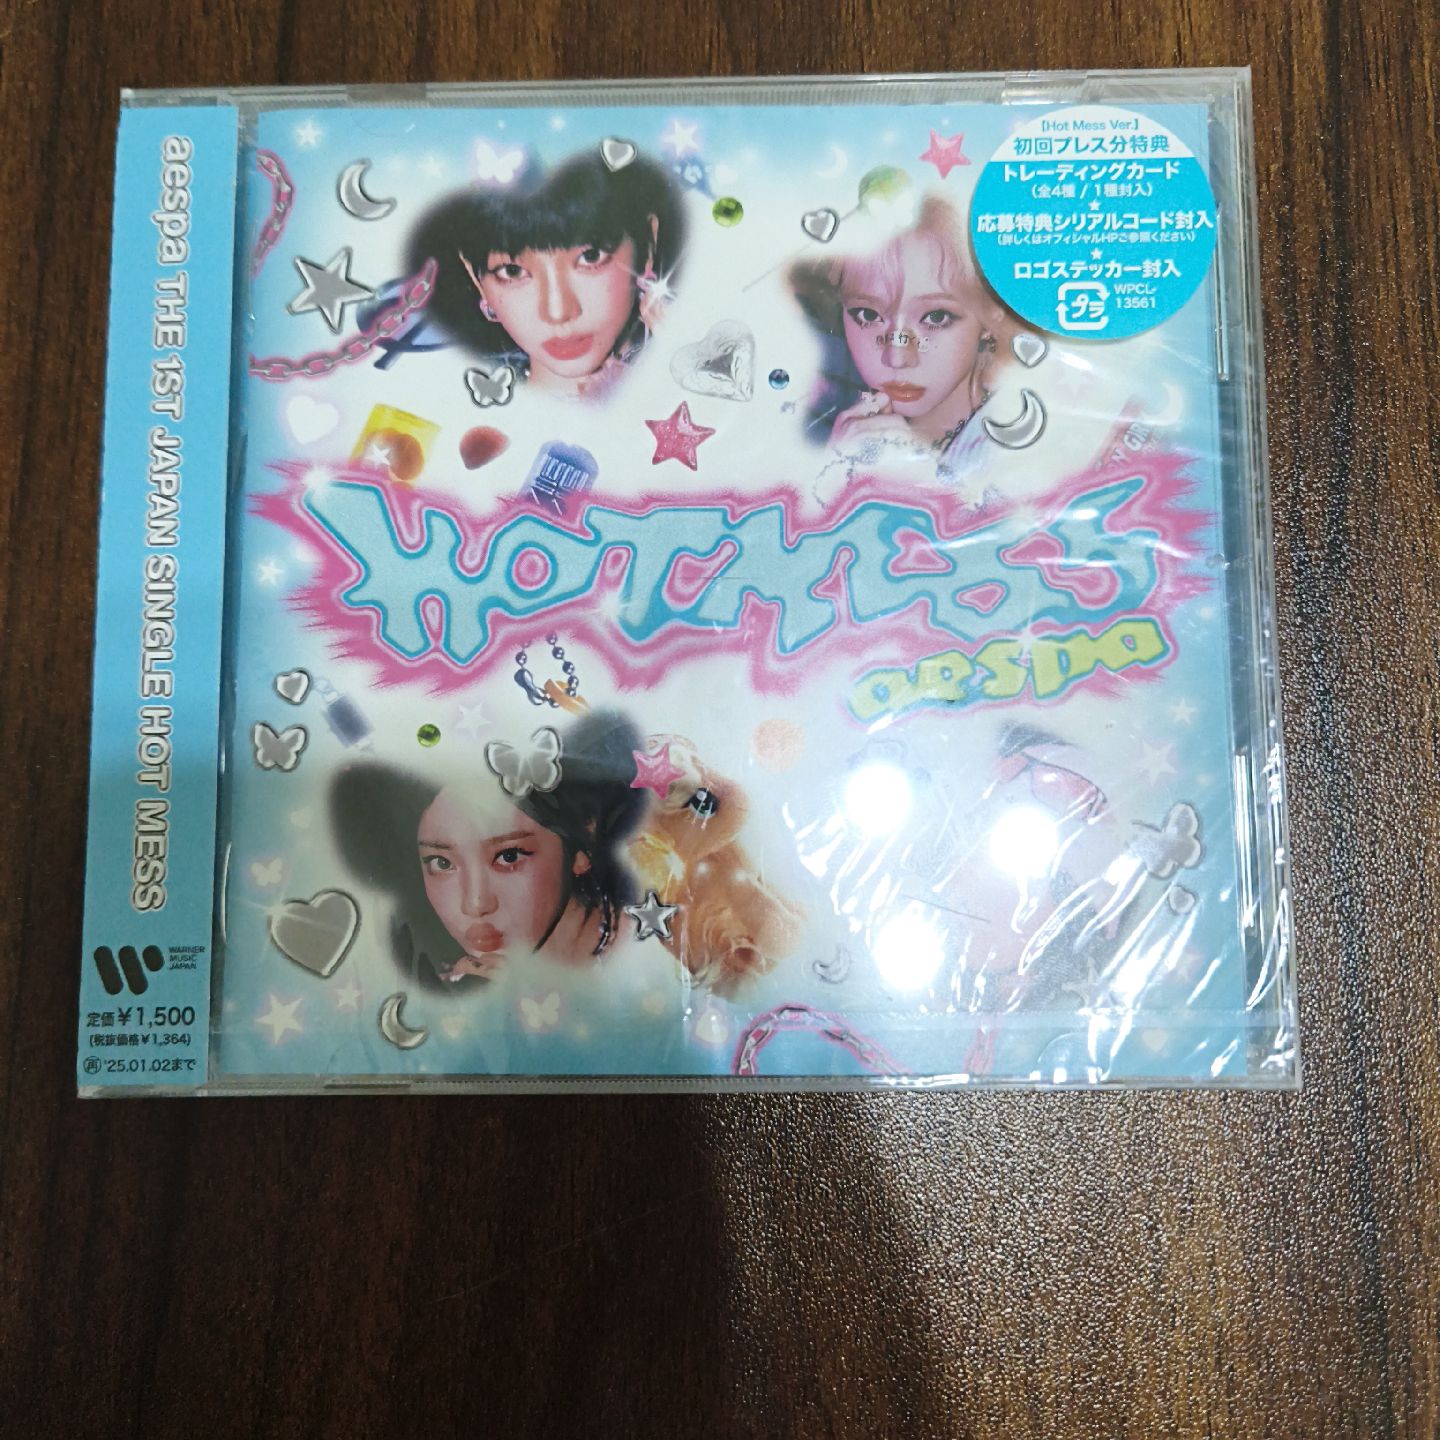 aespa THE 1ST JAPAN SINGLE HOT MESS
WARNER
MUSIC
JAPAN
定価¥1,500
(税抜価格¥1,364)
再 '25.01.02まで
【Hot Mess Ver.】
初回プレス分特典
トレーディングカード
(全4種 / 1種封入)
★
応募特典シリアルコード封入
(詳しくはオフィシャルHPご参照ください)
★
ロゴステッカー封入
プラ
WPCL-
13561
HOT MESS
aespa